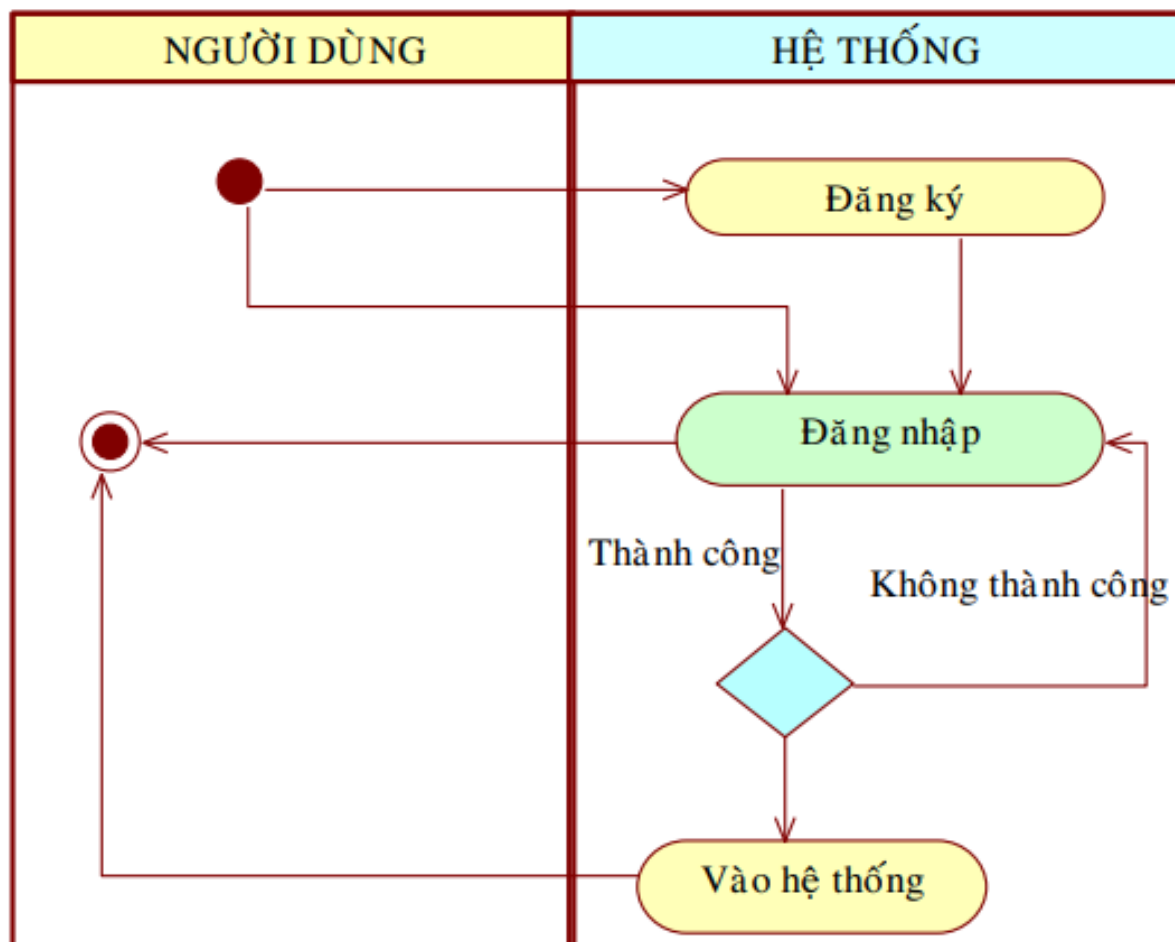 NGƯỜI DÙNG
HỆ THỐNG
Đăng ký
Đăng nhập
Thành công
Không thành công
Vào hệ thống